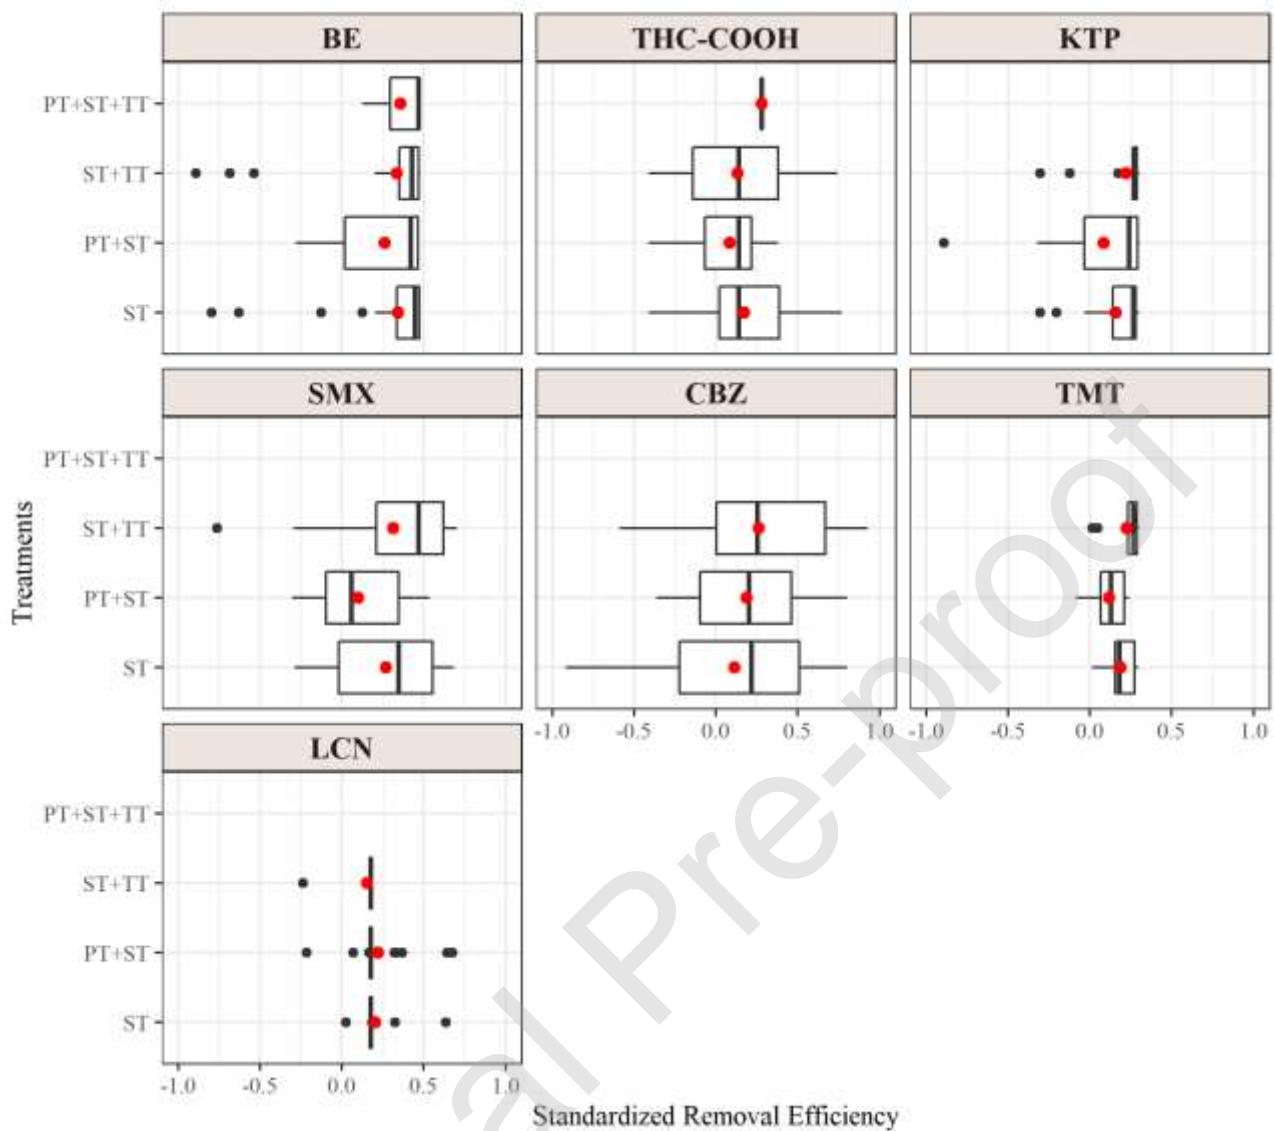 BE
THC-COOH
KTP
PT+ST+TT
ST+TT
PT+ST
ST
SMX
CBZ
TMT
PT+ST+TT
ST+TT
PT+ST
ST
Treatments
-1.0 -0.5 0.0 0.5 1.0
-1.0 -0.5 0.0 0.5 1.0
LCN
PT+ST+TT
ST+TT
PT+ST
ST
-1.0 -0.5 0.0 0.5 1.0
Standardized Removal Efficiency
al Pre-proof